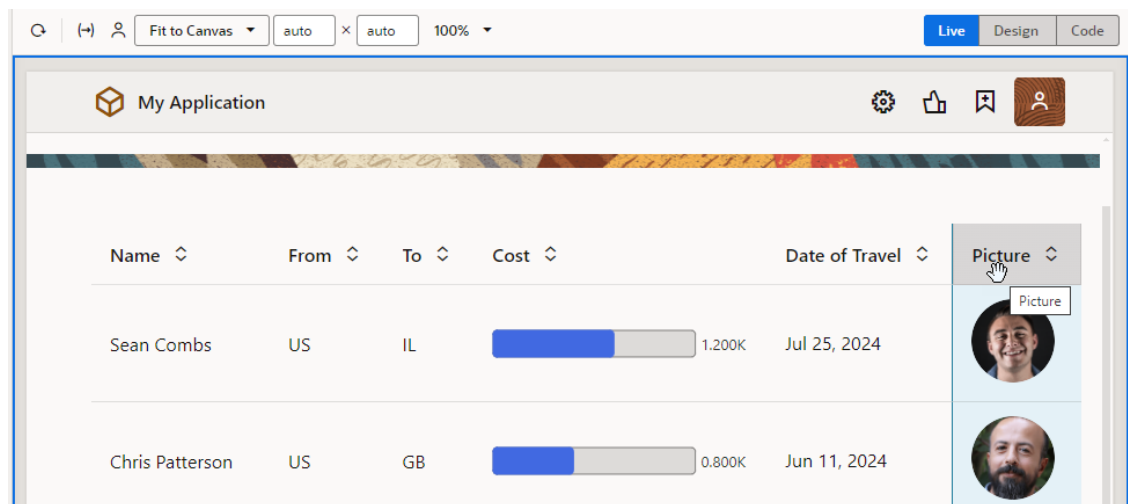 Fit to Canvas auto × auto 100% Live Design Code
My Application
Name From To Cost Date of Travel Picture
Picture
Sean Combs US IL 1.200K Jul 25, 2024
Chris Patterson US GB 0.800K Jun 11, 2024